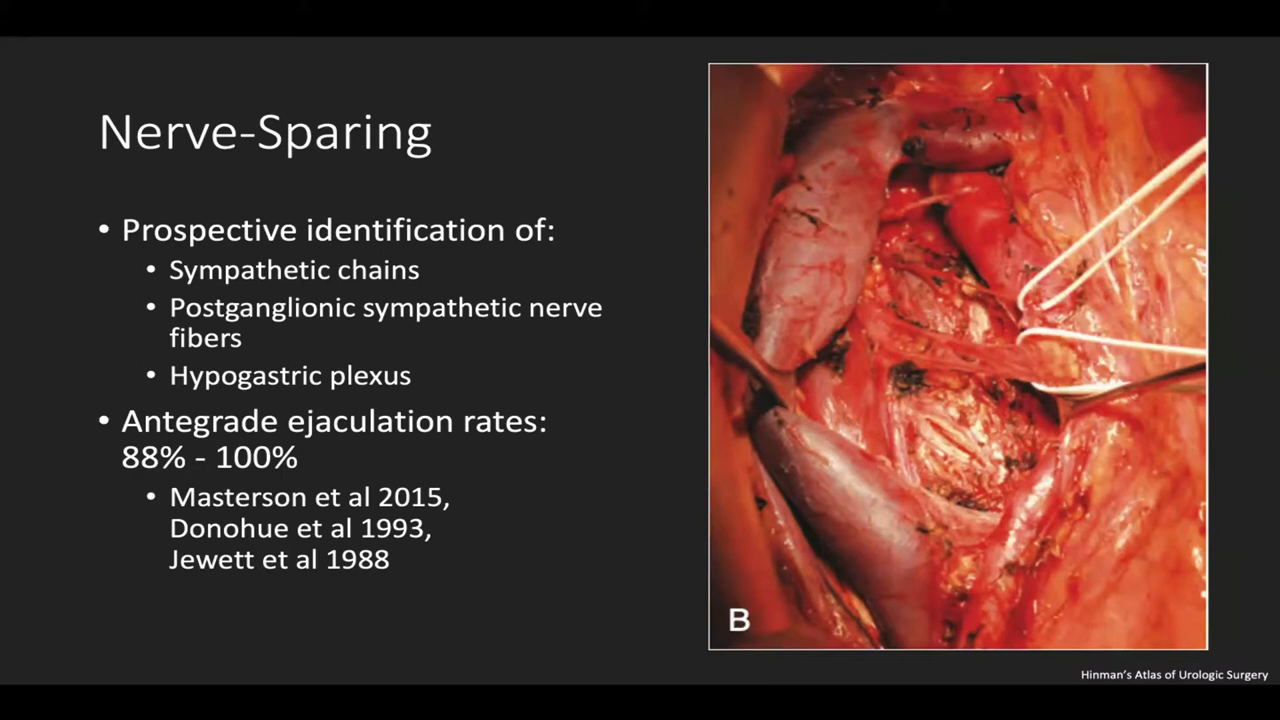 Nerve-Sparing
• Prospective identification of:
• Sympathetic chains
• Postganglionic sympathetic nerve
fibers
• Hypogastric plexus
• Antegrade ejaculation rates:
88% - 100%
• Masterson et al 2015,
Donohue et al 1993,
Jewett et al 1988
B
Hinman's Atlas of Urologic Surgery